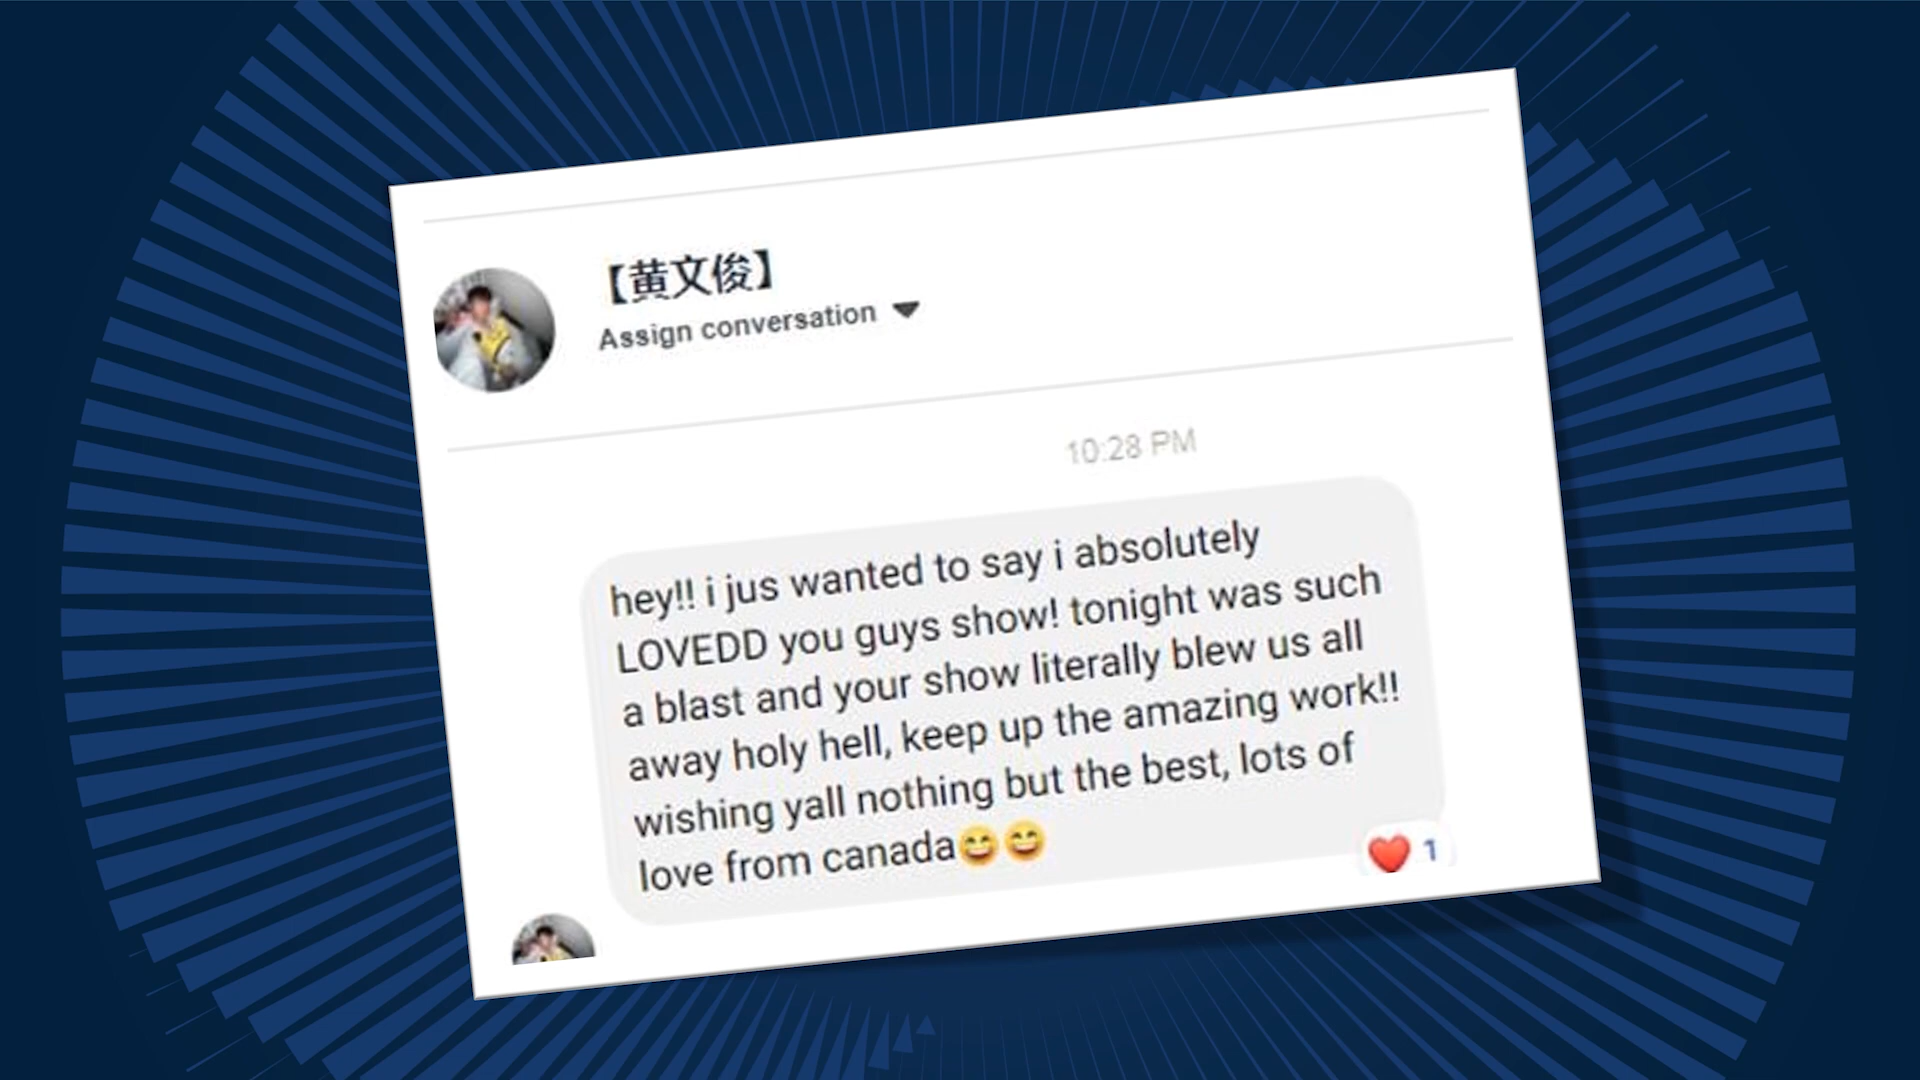 【黄文俊】
Assign conversation
10:28 PM
hey!! i jus wanted to say i absolutely
LOVEDD you guys show! tonight was such
a blast and your show literally blew us all
away holy hell, keep up the amazing work!!
wishing yall nothing but the best, lots of
love from canada😄😄
❤️ 1